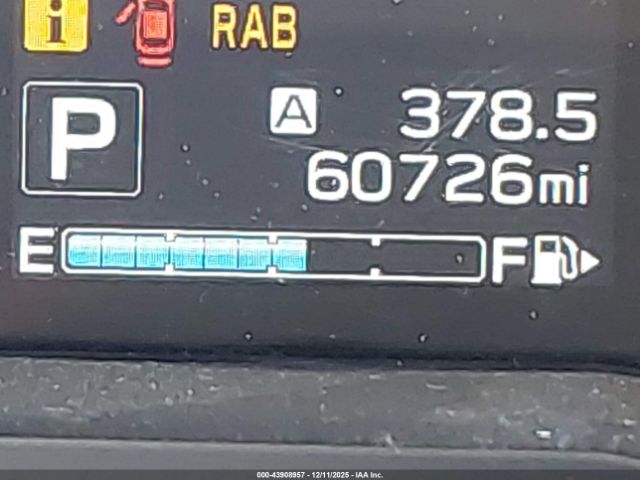 i RAB
P A 378.5
60726mi
E F
000-43908957 - 12/11/2025 - IAA Inc.